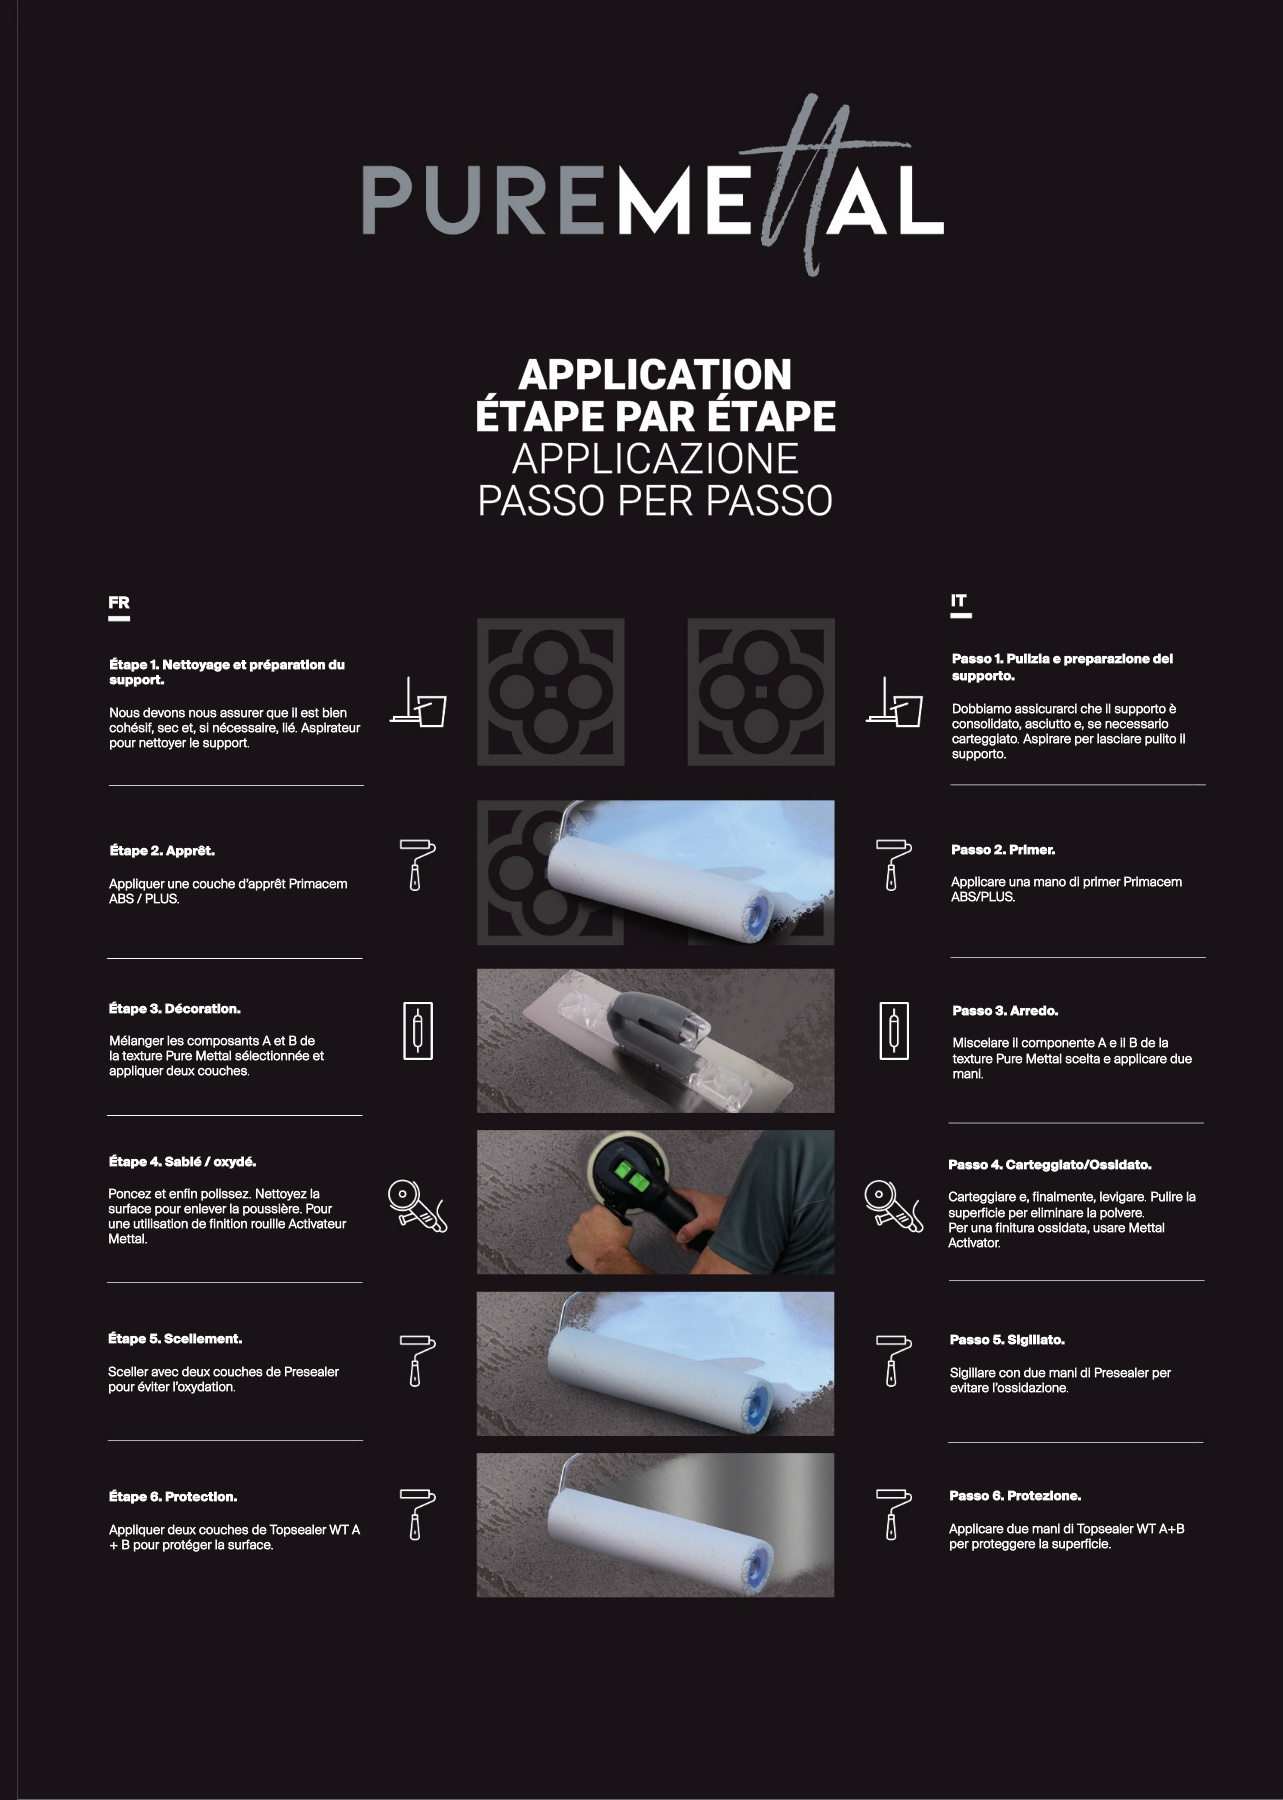 PUREMEttAL
APPLICATION
ÉTAPE PAR ÉTAPE
APPLICAZIONE
PASSO PER PASSO
FR
Étape 1. Nettoyage et préparation du
support.
Nous devons nous assurer que il est bien
cohésif, sec et, si nécessaire, lié. Aspirateur
pour nettoyer le support.
Étape 2. Apprêt.
Appliquer une couche d'apprêt Primacem
ABS / PLUS.
Étape 3. Décoration.
Mélanger les composants A et B de
la texture Pure Mettal sélectionnée et
appliquer deux couches.
Étape 4. Sablé / oxydé.
Poncez et enfin polissez. Nettoyez la
surface pour enlever la poussière. Pour
une utilisation de finition rouille Activateur
Mettal.
Étape 5. Scellement.
Sceller avec deux couches de Presealer
pour éviter l'oxydation.
Étape 6. Protection.
Appliquer deux couches de Topsealer WT A
+ B pour protéger la surface.
IT
Passo 1. Pulizia e preparazione del
supporto.
Dobbiamo assicurarci che il supporto è
consolidato, asciutto e, se necessario
carteggiato. Aspirare per lasciare pulito il
supporto.
Passo 2. Primer.
Applicare una mano di primer Primacem
ABS/PLUS.
Passo 3. Arredo.
Miscelare il componente A e il B de la
texture Pure Mettal scelta e applicare due
mani.
Passo 4. Carteggiato/Ossidato.
Carteggiare e, finalmente, levigare. Pulire la
superficie per eliminare la polvere.
Per una finitura ossidata, usare Mettal
Activator.
Passo 5. Sigillato.
Sigillare con due mani di Presealer per
evitare l'ossidazione.
Passo 6. Protezione.
Applicare due mani di Topsealer WT A+B
per proteggere la superficie.